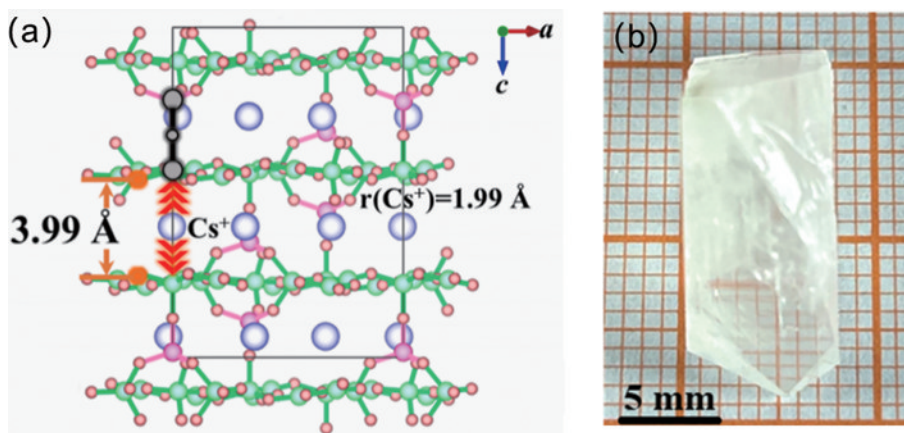 (a)
a
c
3.99 Å
Cs⁺
r(Cs⁺)=1.99 Å
(b)
5 mm